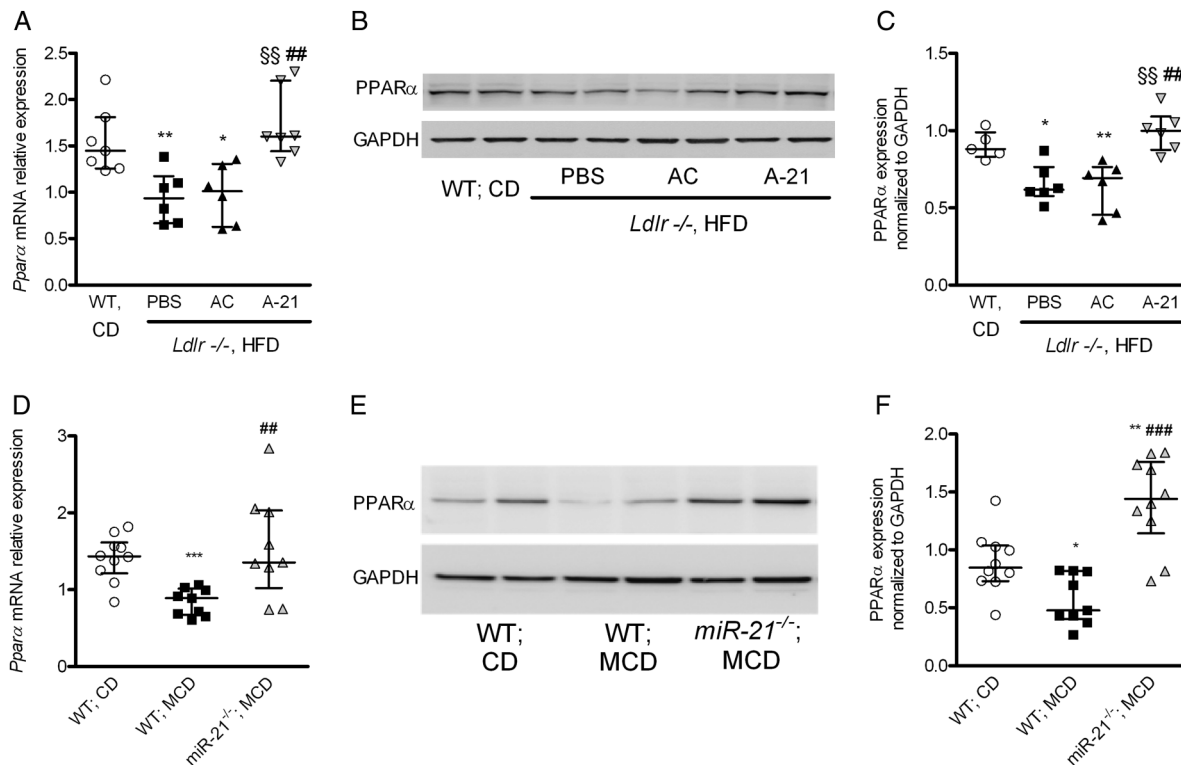 A
Pparα mRNA relative expression
2.5
2.0
1.5
1.0
0.5
0.0
**
*
§§ ##
WT,
CD
PBS
AC
A-21
Ldlr -/-, HFD
B
PPARα
GAPDH
WT; CD
PBS
AC
A-21
Ldlr -/-, HFD
C
PPARα expression
normalized to GAPDH
1.5
1.0
0.5
0.0
*
**
§§ ##
WT,
CD
PBS
AC
A-21
Ldlr -/-, HFD
D
Pparα mRNA relative expression
3
2
1
0
***
##
WT; CD
WT; MCD
miR-21-/-; MCD
E
PPARα
GAPDH
WT;
CD
WT;
MCD
miR-21-/-;
MCD
F
PPARα expression
normalized to GAPDH
2.0
1.5
1.0
0.5
0.0
*
** ###
WT; CD
WT; MCD
miR-21-/-; MCD